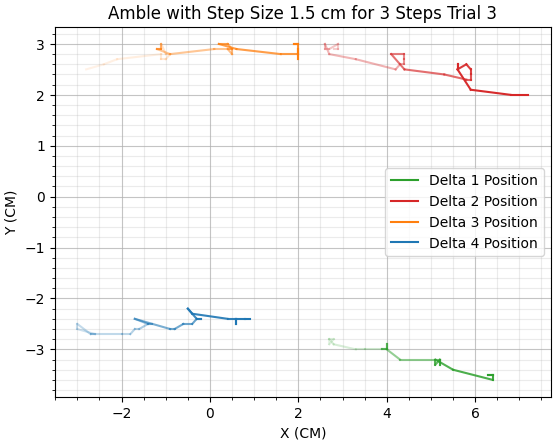 Amble with Step Size 1.5 cm for 3 Steps Trial 3
Y (CM)
3
2
1
0
−1
−2
−3
Delta 1 Position
Delta 2 Position
Delta 3 Position
Delta 4 Position
−2 0 2 4 6
X (CM)